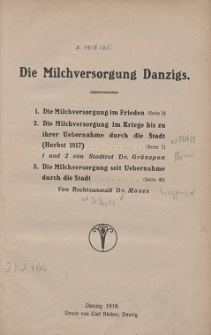 Die Milchversorgung Danzigs.
1. Die Milchversorgung im Frieden (Seite 3)
2. Die Milchversorgung im Kriege bis zu
ihrer Uebernahme durch die Stadt
(Herbst 1917) . . . . . . . . (Seite 7)
1 und 2 von Stadtrat Dr. Grünspan
3. Die Milchversorgung seit Uebernahme
durch die Stadt . . . . . . . (Seite 40)
Von Rechtsanwalt Dr. Moses
Danzig 1918.
Druck von Carl Bäcker, Danzig.